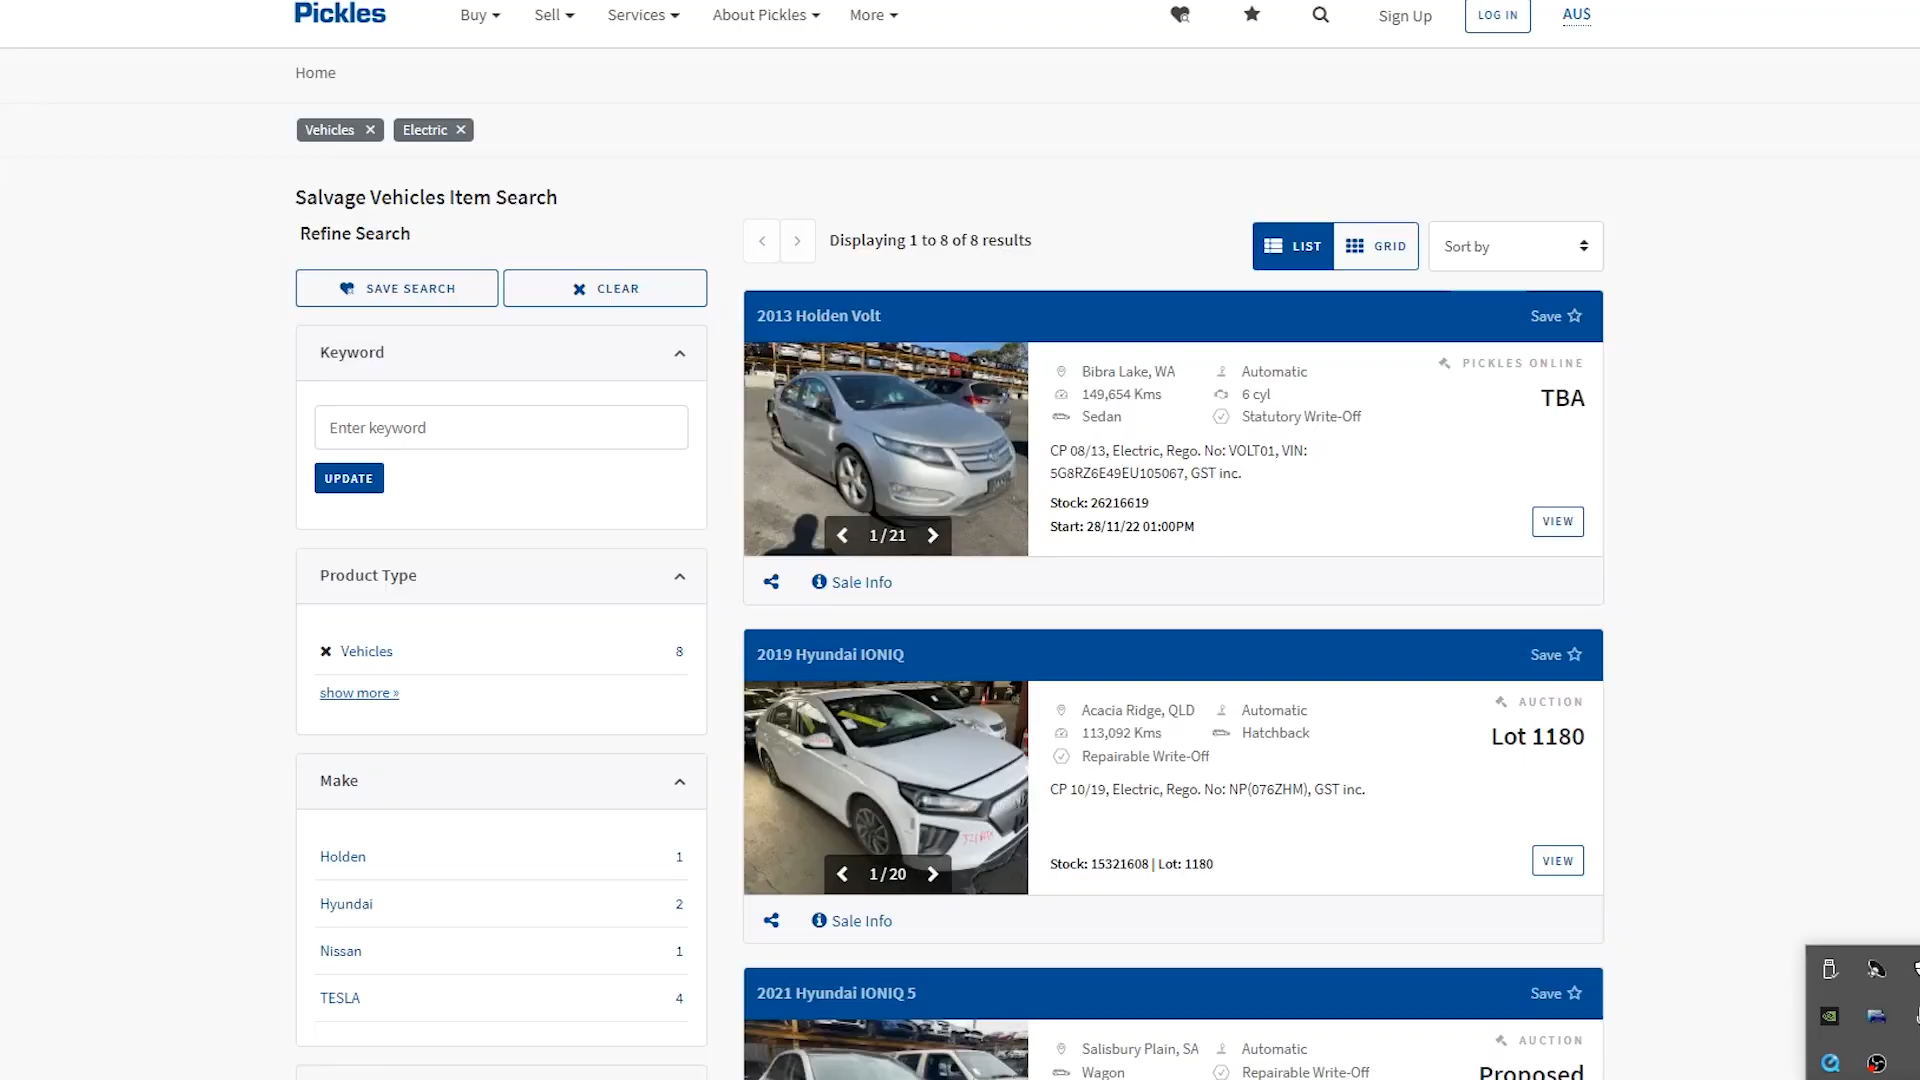 Pickles
Buy
Sell
Services
About Pickles
More
Sign Up
LOG IN
AUS
Home
Vehicles
Electric
Salvage Vehicles Item Search
Refine Search
SAVE SEARCH
CLEAR
Keyword
Enter keyword
UPDATE
Product Type
Vehicles 8
show more »
Make
Holden 1
Hyundai 2
Nissan 1
TESLA 4
Displaying 1 to 8 of 8 results
LIST
GRID
Sort by
2013 Holden Volt
Save
Bibra Lake, WA
Automatic
149,654 Kms
6 cyl
Sedan
Statutory Write-Off
PICKLES ONLINE
TBA
CP 08/13, Electric, Rego. No: VOLT01, VIN:
5G8RZ6E49EU105067, GST inc.
Stock: 26216619
Start: 28/11/22 01:00PM
VIEW
1 / 21
Sale Info
2019 Hyundai IONIQ
Save
Acacia Ridge, QLD
Automatic
113,092 Kms
Hatchback
Repairable Write-Off
AUCTION
Lot 1180
CP 10/19, Electric, Rego. No: NP(076ZHM), GST inc.
Stock: 15321608 | Lot: 1180
VIEW
1 / 20
Sale Info
2021 Hyundai IONIQ 5
Save
Salisbury Plain, SA
Automatic
Wagon
Repairable Write-Off
AUCTION
Proposed